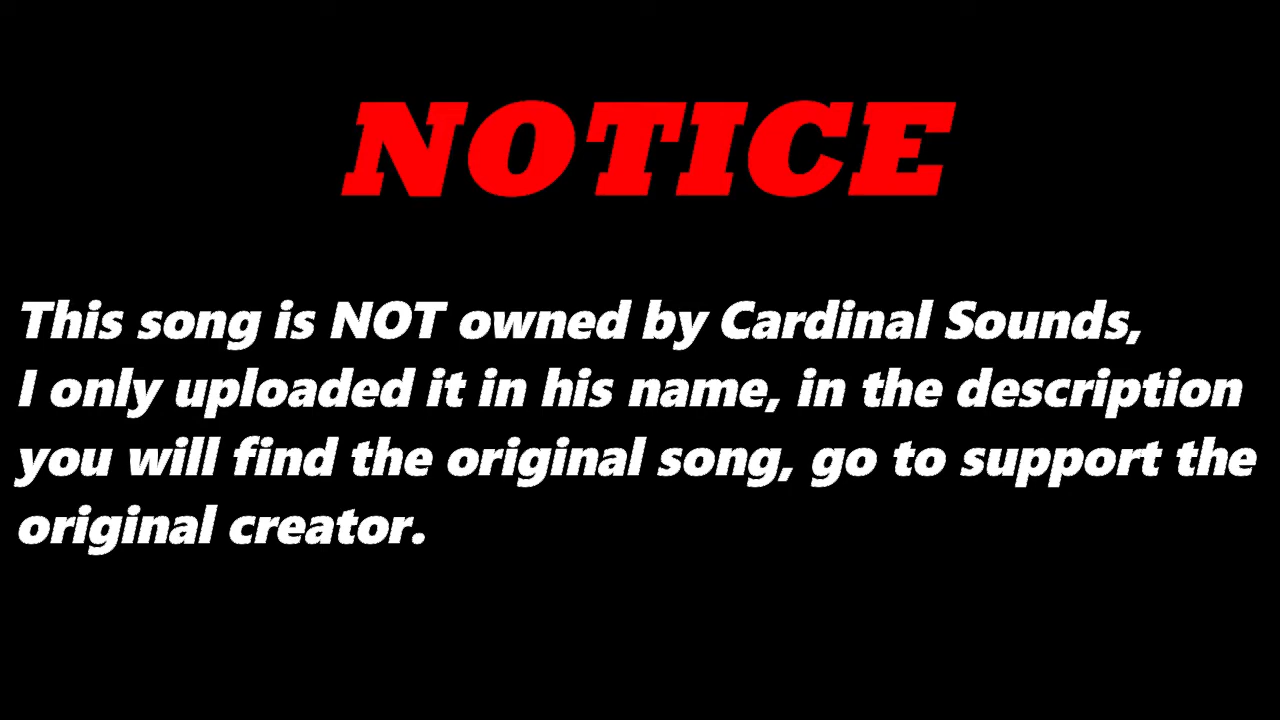 NOTICE
This song is NOT owned by Cardinal Sounds,
I only uploaded it in his name, in the description
you will find the original song, go to support the
original creator.